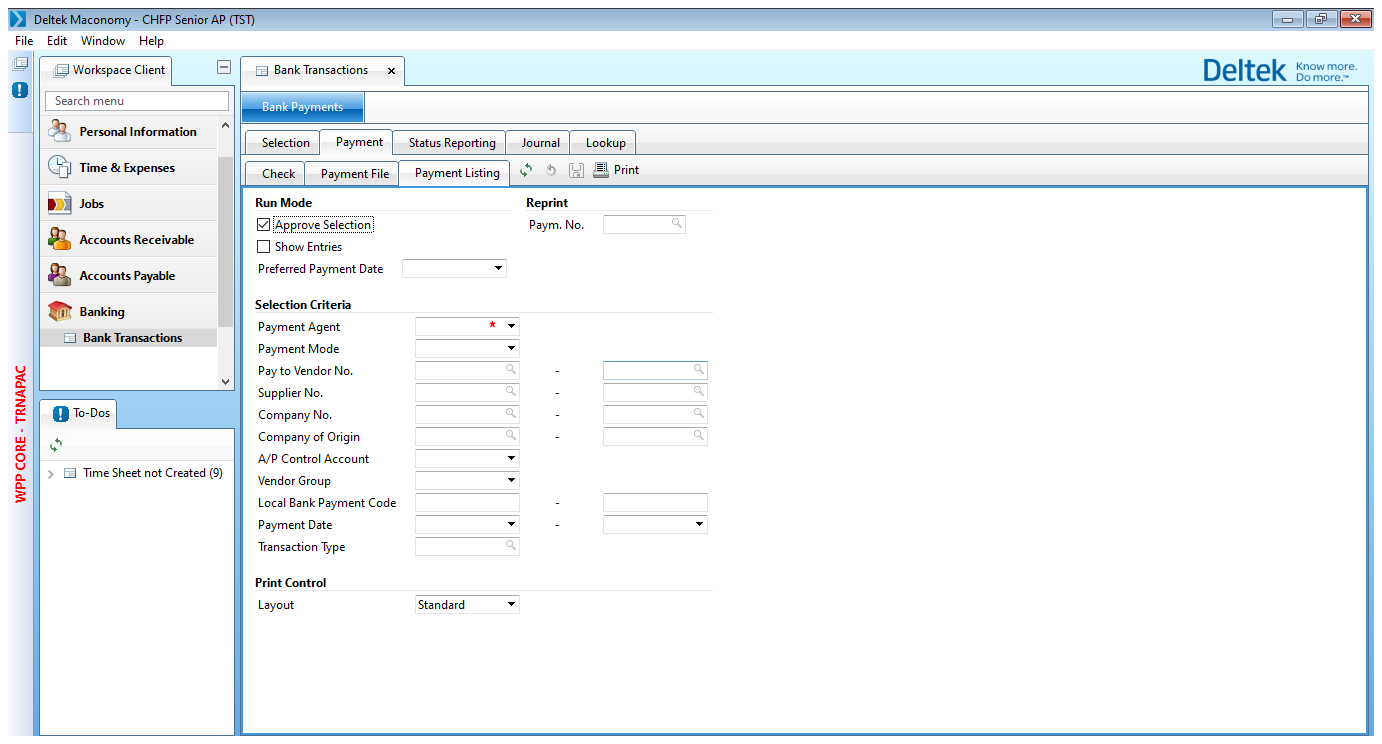 Deltek Maconomy - CHFP Senior AP (TST)
File Edit Window Help
Workspace Client
Bank Transactions x
Deltek Know more. Do more.™
Search menu
Bank Payments
Personal Information
Time & Expenses
Jobs
Accounts Receivable
Accounts Payable
Banking
Bank Transactions
Selection Payment Status Reporting Journal Lookup
Check Payment File Payment Listing Print
Run Mode Reprint
Approve Selection Paym. No.
Show Entries
Preferred Payment Date
Selection Criteria
Payment Agent *
Payment Mode
Pay to Vendor No. -
Supplier No. -
Company No. -
Company of Origin -
A/P Control Account
Vendor Group
Local Bank Payment Code -
Payment Date -
Transaction Type
Print Control
Layout Standard
WPP CORE - TRNAPAC
To-Dos
Time Sheet not Created (9)